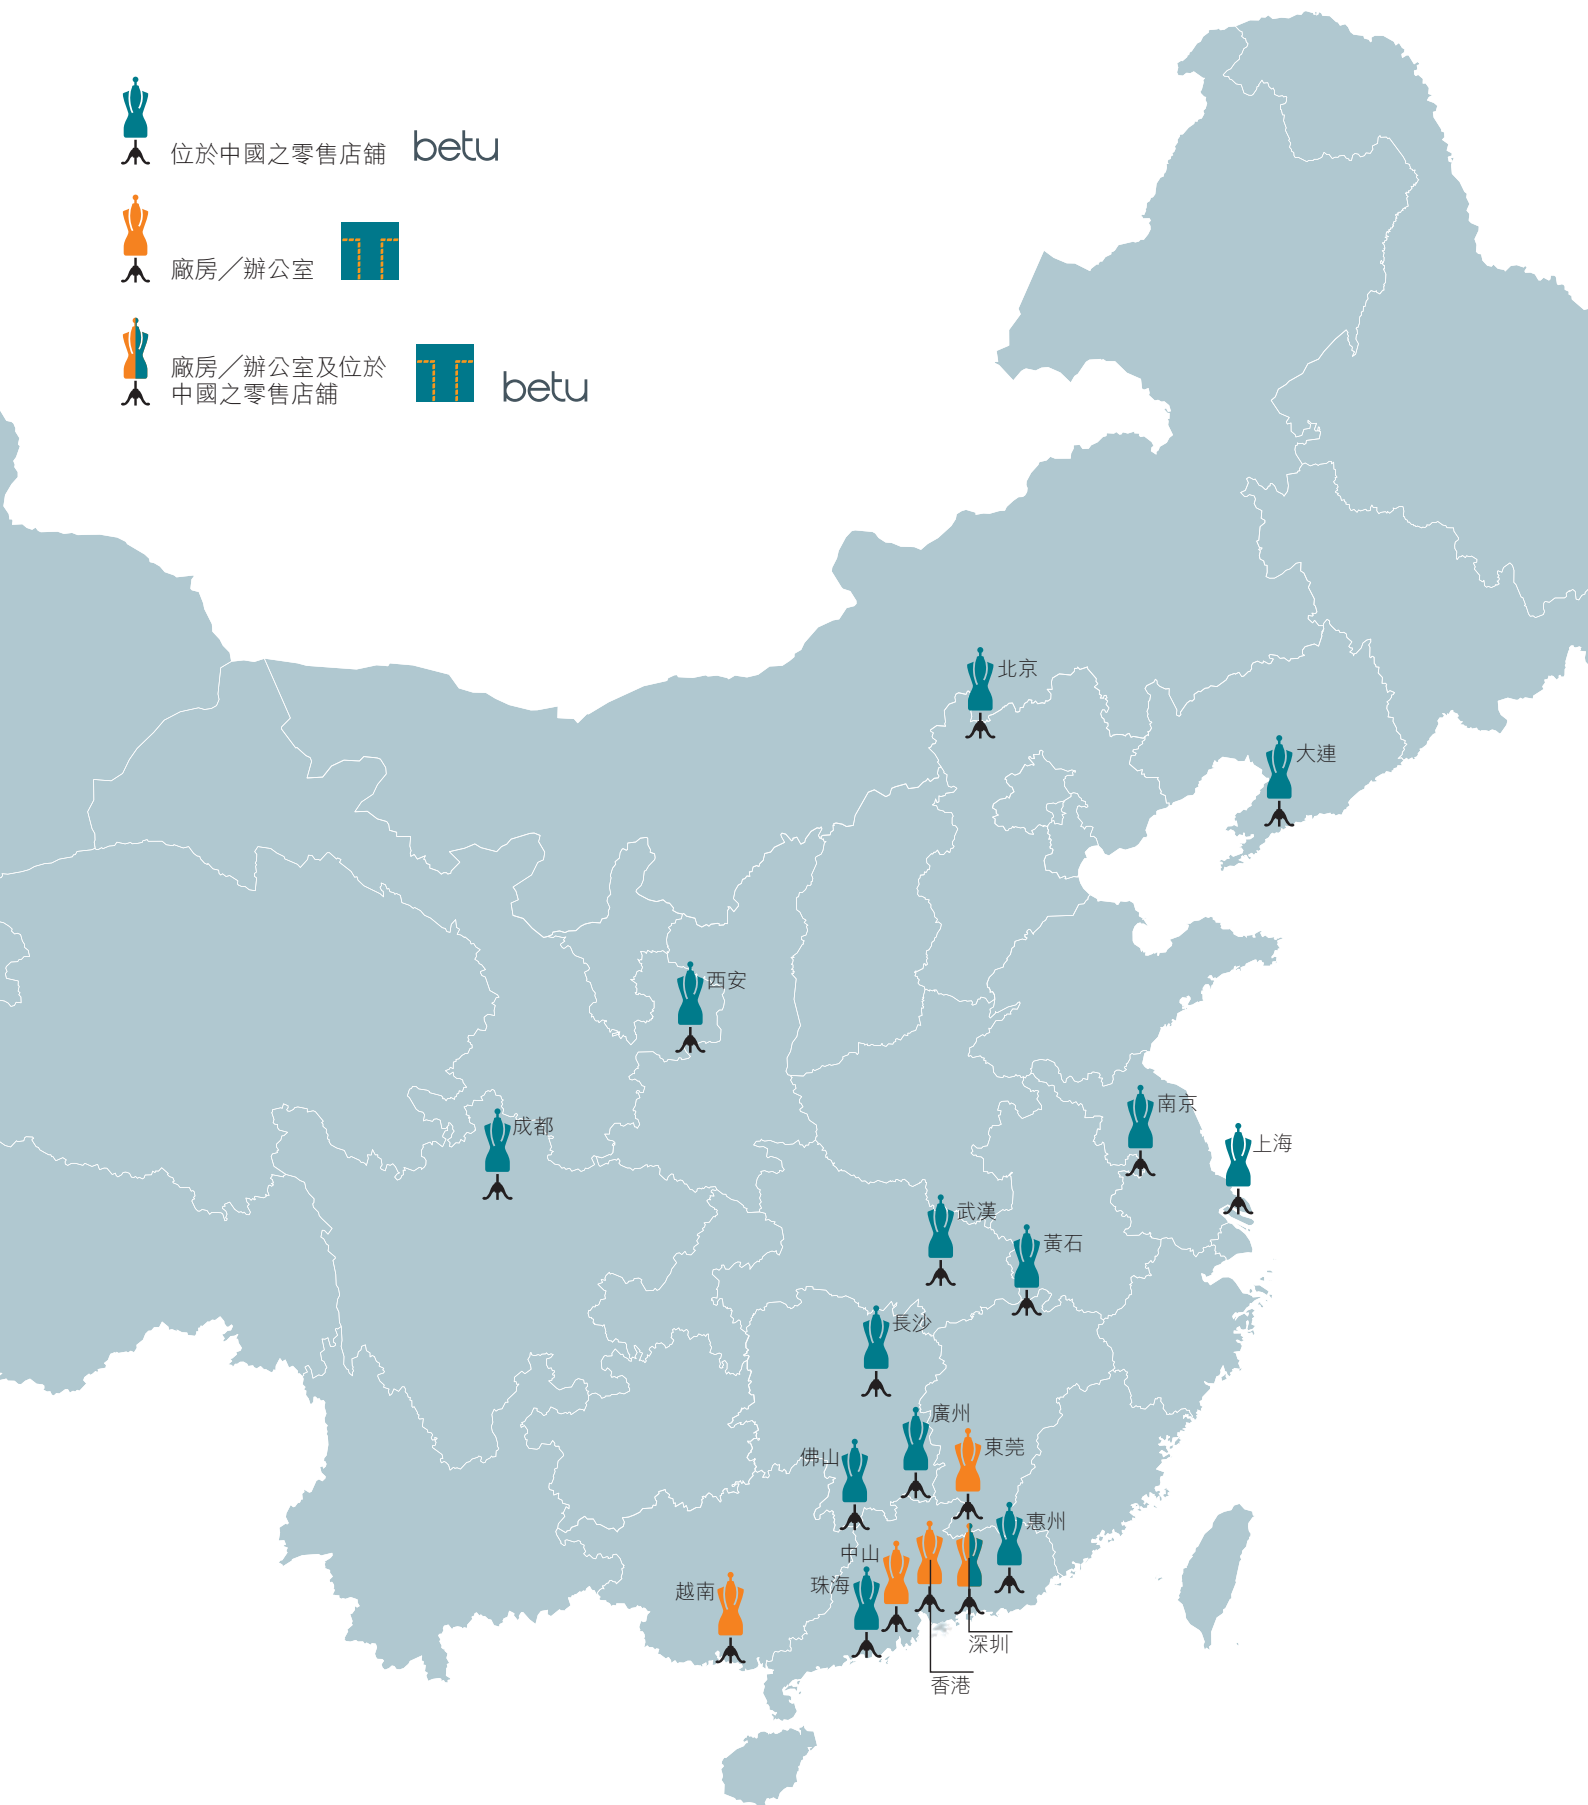 位於中國之零售店舖 betu
廠房／辦公室
廠房／辦公室及位於
中國之零售店舖 betu
北京
大連
西安
南京
成都
上海
武漢
黃石
長沙
廣州
東莞
佛山
惠州
中山
珠海
越南
深圳
香港